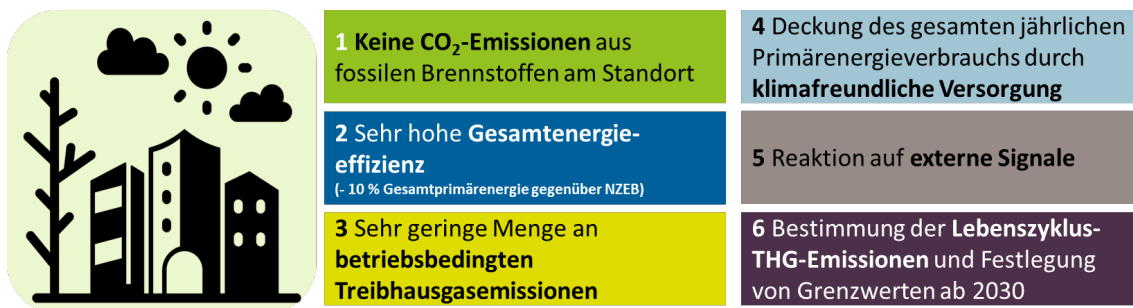 1 Keine CO₂-Emissionen aus
fossilen Brennstoffen am Standort
2 Sehr hohe Gesamtenergie-
effizienz
(- 10 % Gesamtprimärenergie gegenüber NZEB)
3 Sehr geringe Menge an
betriebsbedingten
Treibhausgasemissionen
4 Deckung des gesamten jährlichen
Primärenergieverbrauchs durch
klimafreundliche Versorgung
5 Reaktion auf externe Signale
6 Bestimmung der Lebenszyklus-
THG-Emissionen und Festlegung
von Grenzwerten ab 2030